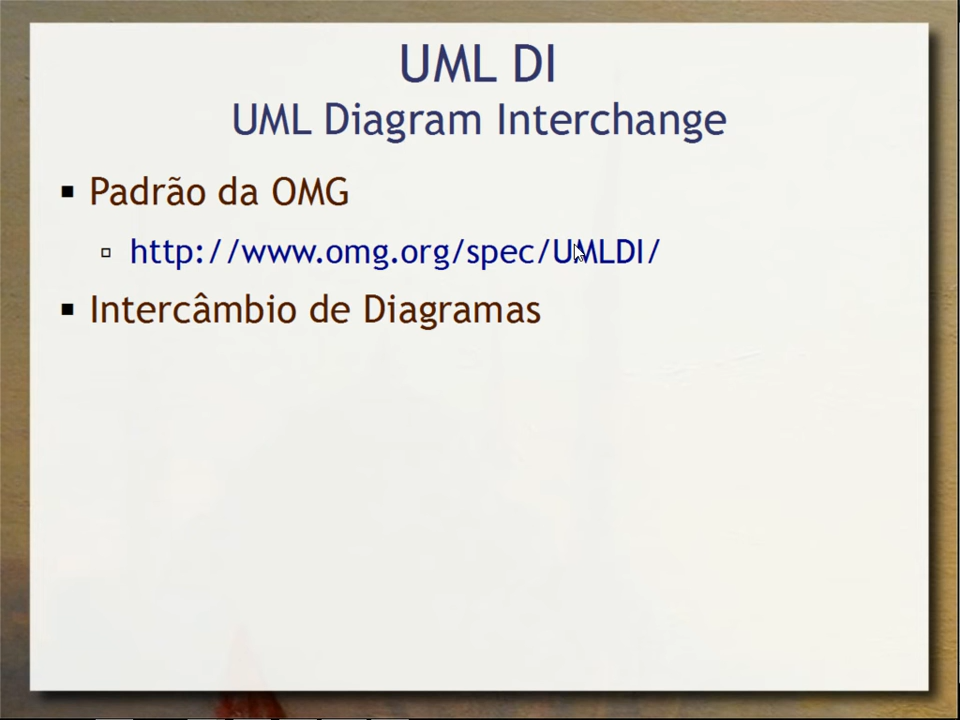 UML DI
UML Diagram Interchange
Padrão da OMG
http://www.omg.org/spec/UMLDI/
Intercâmbio de Diagramas